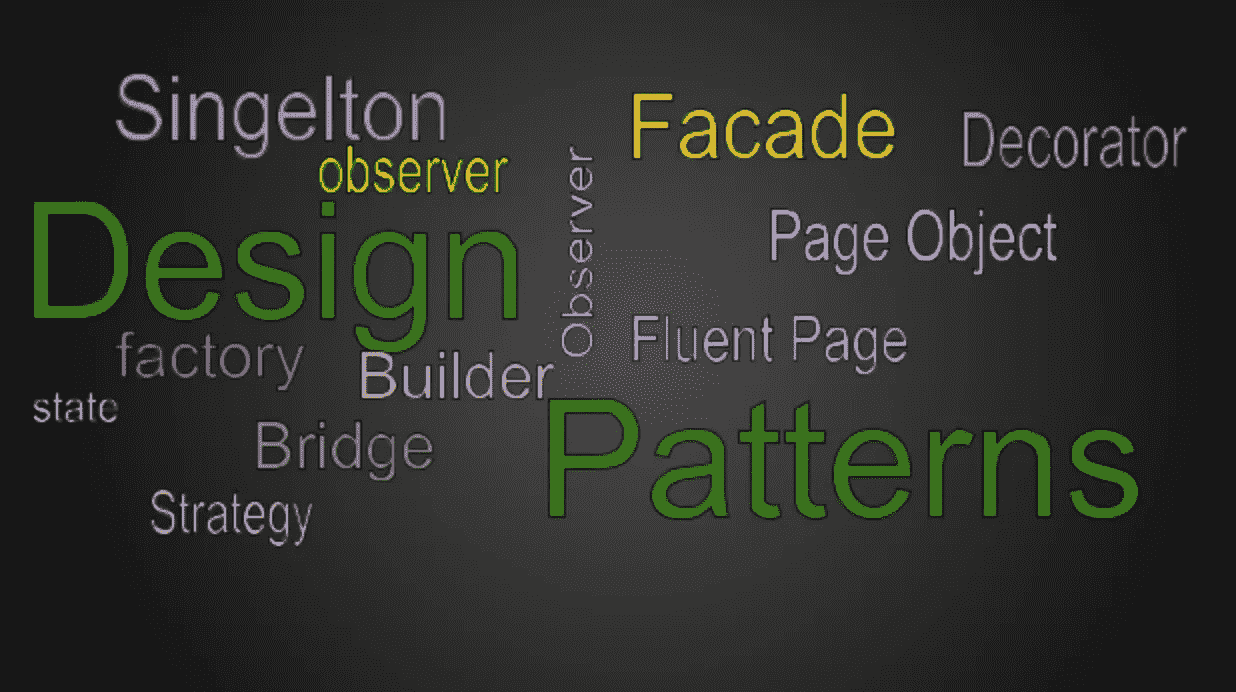 Singelton
Facade
Decorator
observer
Observer
Page Object
Design
Fluent Page
factory
Builder
state
Bridge
Patterns
Strategy